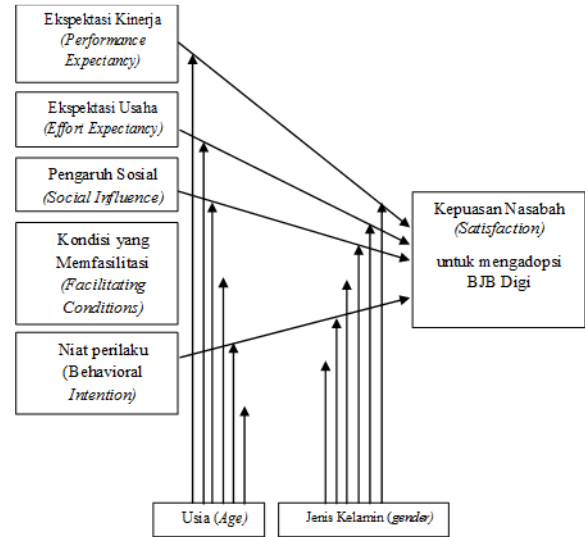 Ekspektasi Kinerja
(Performance
Expectancy)
Ekspektasi Usaha
(Effori Expectancy)
Pengaruh Sosial
(Social Influence)
Kondisi yang
Memfasilitasi
(Facilitating
Conditions)
Niat perilaku
(Behavioral
Intention)
Kepuasan Nasabah
(Satisfaction)
untuk mengadopsi
BJB Digi
Usia (Age)
Jenis Kelamin (gender)